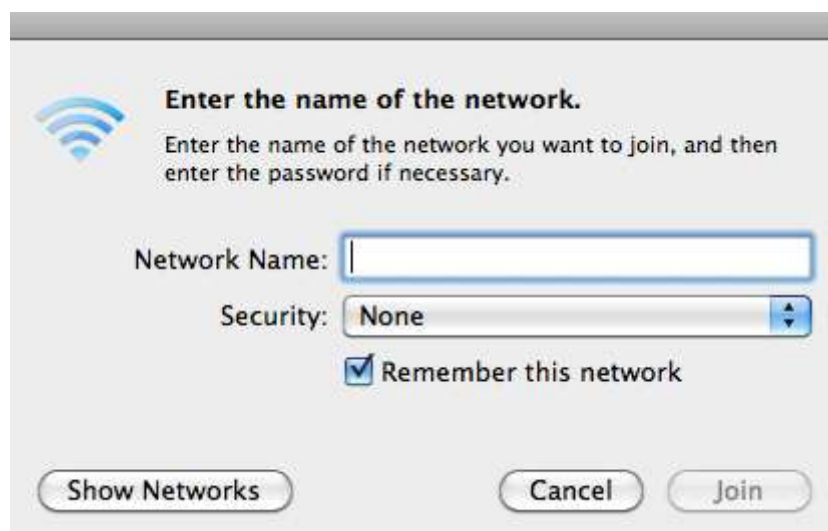 Enter the name of the network.
Enter the name of the network you want to join, and then
enter the password if necessary.
Network Name:
Security: None
Remember this network
Show Networks Cancel Join